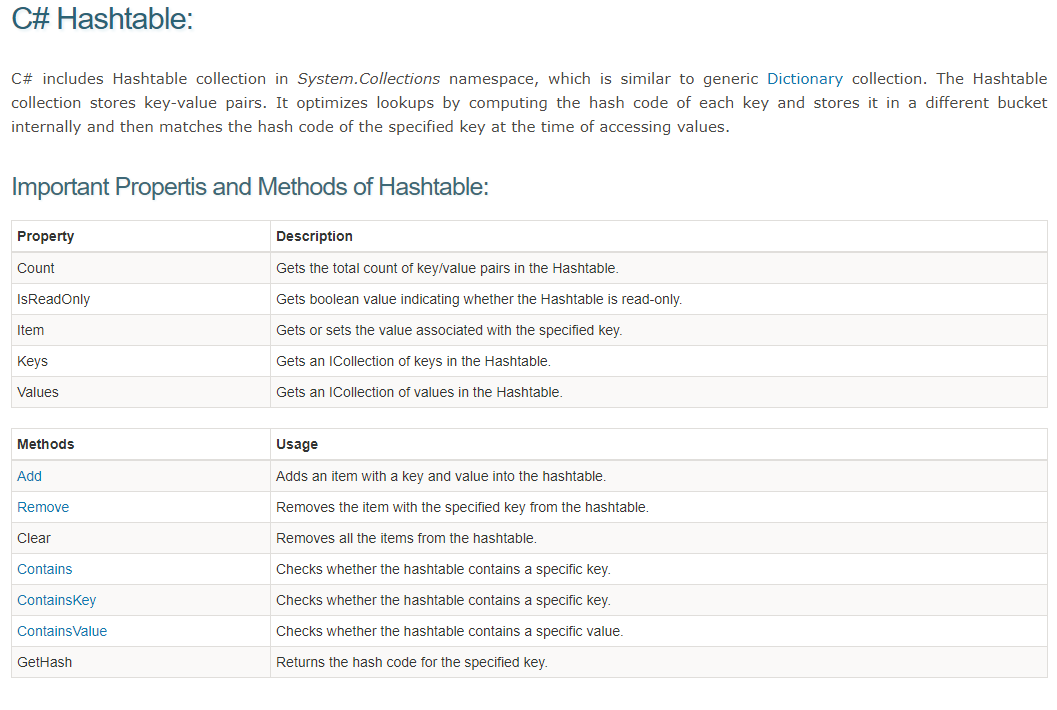 C# Hashtable:
C# includes Hashtable collection in System.Collections namespace, which is similar to generic Dictionary collection. The Hashtable
collection stores key-value pairs. It optimizes lookups by computing the hash code of each key and stores it in a different bucket
internally and then matches the hash code of the specified key at the time of accessing values.
Important Propertis and Methods of Hashtable:
Property Description
Count Gets the total count of key/value pairs in the Hashtable.
IsReadOnly Gets boolean value indicating whether the Hashtable is read-only.
Item Gets or sets the value associated with the specified key.
Keys Gets an ICollection of keys in the Hashtable.
Values Gets an ICollection of values in the Hashtable.
Methods Usage
Add Adds an item with a key and value into the hashtable.
Remove Removes the item with the specified key from the hashtable.
Clear Removes all the items from the hashtable.
Contains Checks whether the hashtable contains a specific key.
ContainsKey Checks whether the hashtable contains a specific key.
ContainsValue Checks whether the hashtable contains a specific value.
GetHash Returns the hash code for the specified key.